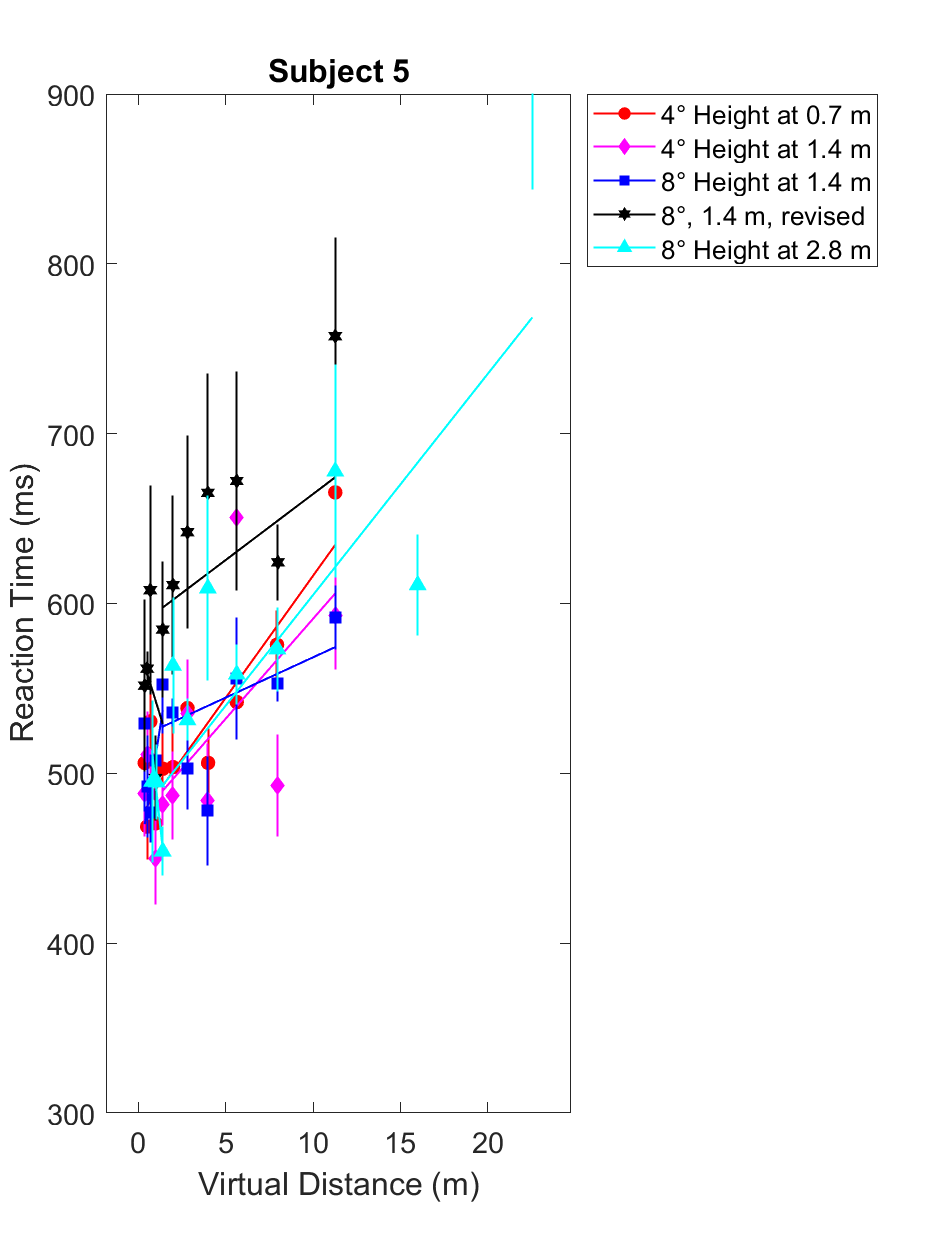 Subject 5
900
800
700
600
500
400
300
Reaction Time (ms)
0 5 10 15 20
Virtual Distance (m)
4° Height at 0.7 m
4° Height at 1.4 m
8° Height at 1.4 m
8°, 1.4 m, revised
8° Height at 2.8 m